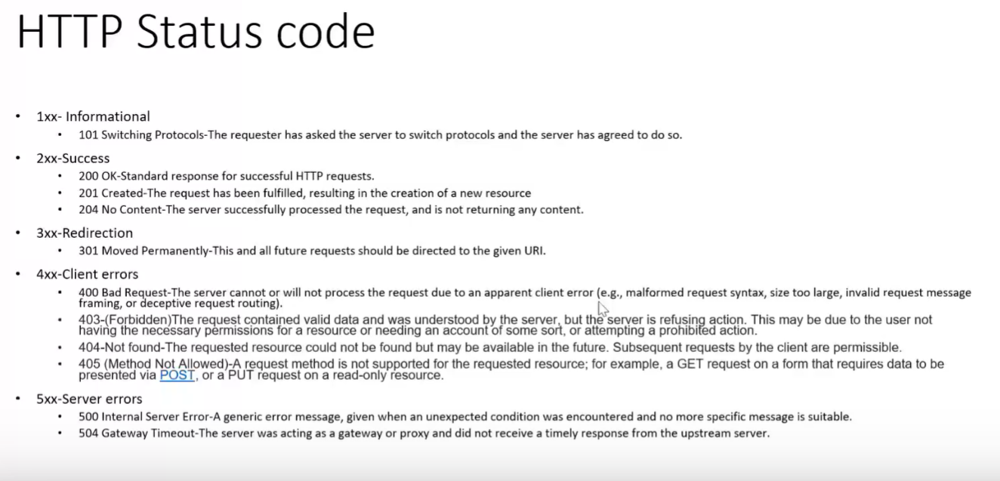 HTTP Status code
• 1xx- Informational
• 101 Switching Protocols-The requester has asked the server to switch protocols and the server has agreed to do so.
• 2xx-Success
• 200 OK-Standard response for successful HTTP requests.
• 201 Created-The request has been fulfilled, resulting in the creation of a new resource
• 204 No Content-The server successfully processed the request, and is not returning any content.
• 3xx-Redirection
• 301 Moved Permanently-This and all future requests should be directed to the given URI.
• 4xx-Client errors
• 400 Bad Request-The server cannot or will not process the request due to an apparent client error (e.g., malformed request syntax, size too large, invalid request message
framing, or deceptive request routing).
• 403-(Forbidden)The request contained valid data and was understood by the server, but the server is refusing action. This may be due to the user not
having the necessary permissions for a resource or needing an account of some sort, or attempting a prohibited action.
• 404-Not found-The requested resource could not be found but may be available in the future. Subsequent requests by the client are permissible.
• 405 (Method Not Allowed)-A request method is not supported for the requested resource; for example, a GET request on a form that requires data to be
presented via POST, or a PUT request on a read-only resource.
• 5xx-Server errors
• 500 Internal Server Error-A generic error message, given when an unexpected condition was encountered and no more specific message is suitable.
• 504 Gateway Timeout-The server was acting as a gateway or proxy and did not receive a timely response from the upstream server.